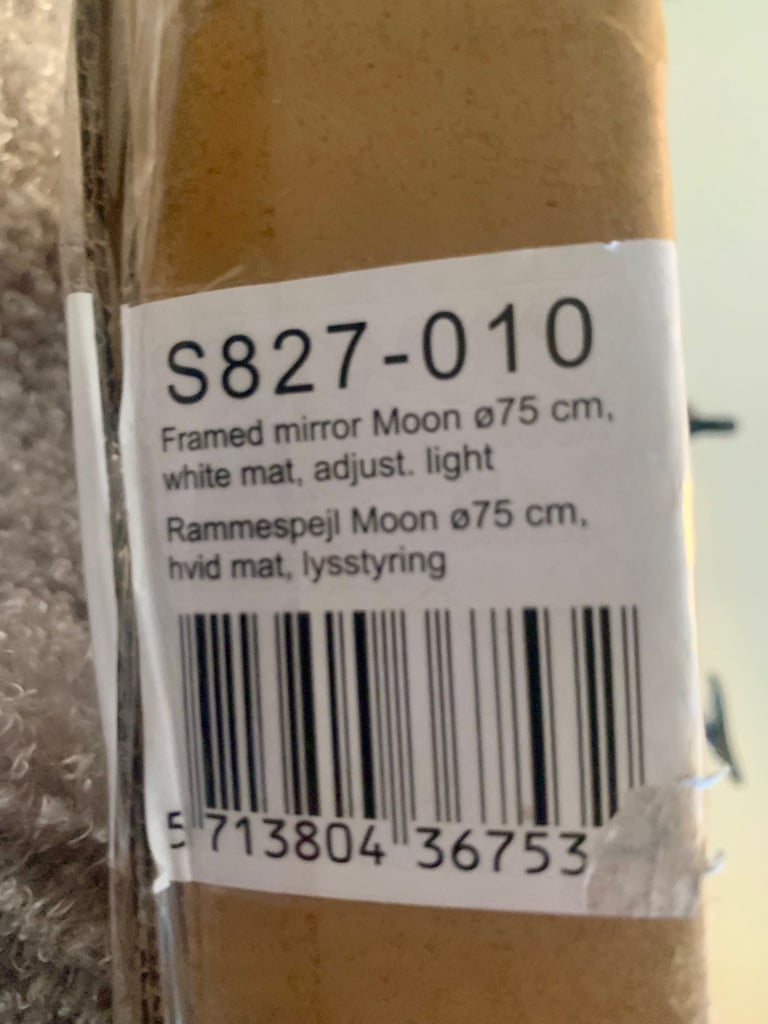 S827-010
Framed mirror Moon ø75 cm,
white mat, adjust. light
Rammespejl Moon ø75 cm,
hvid mat, lysstyring
5 713804 36753